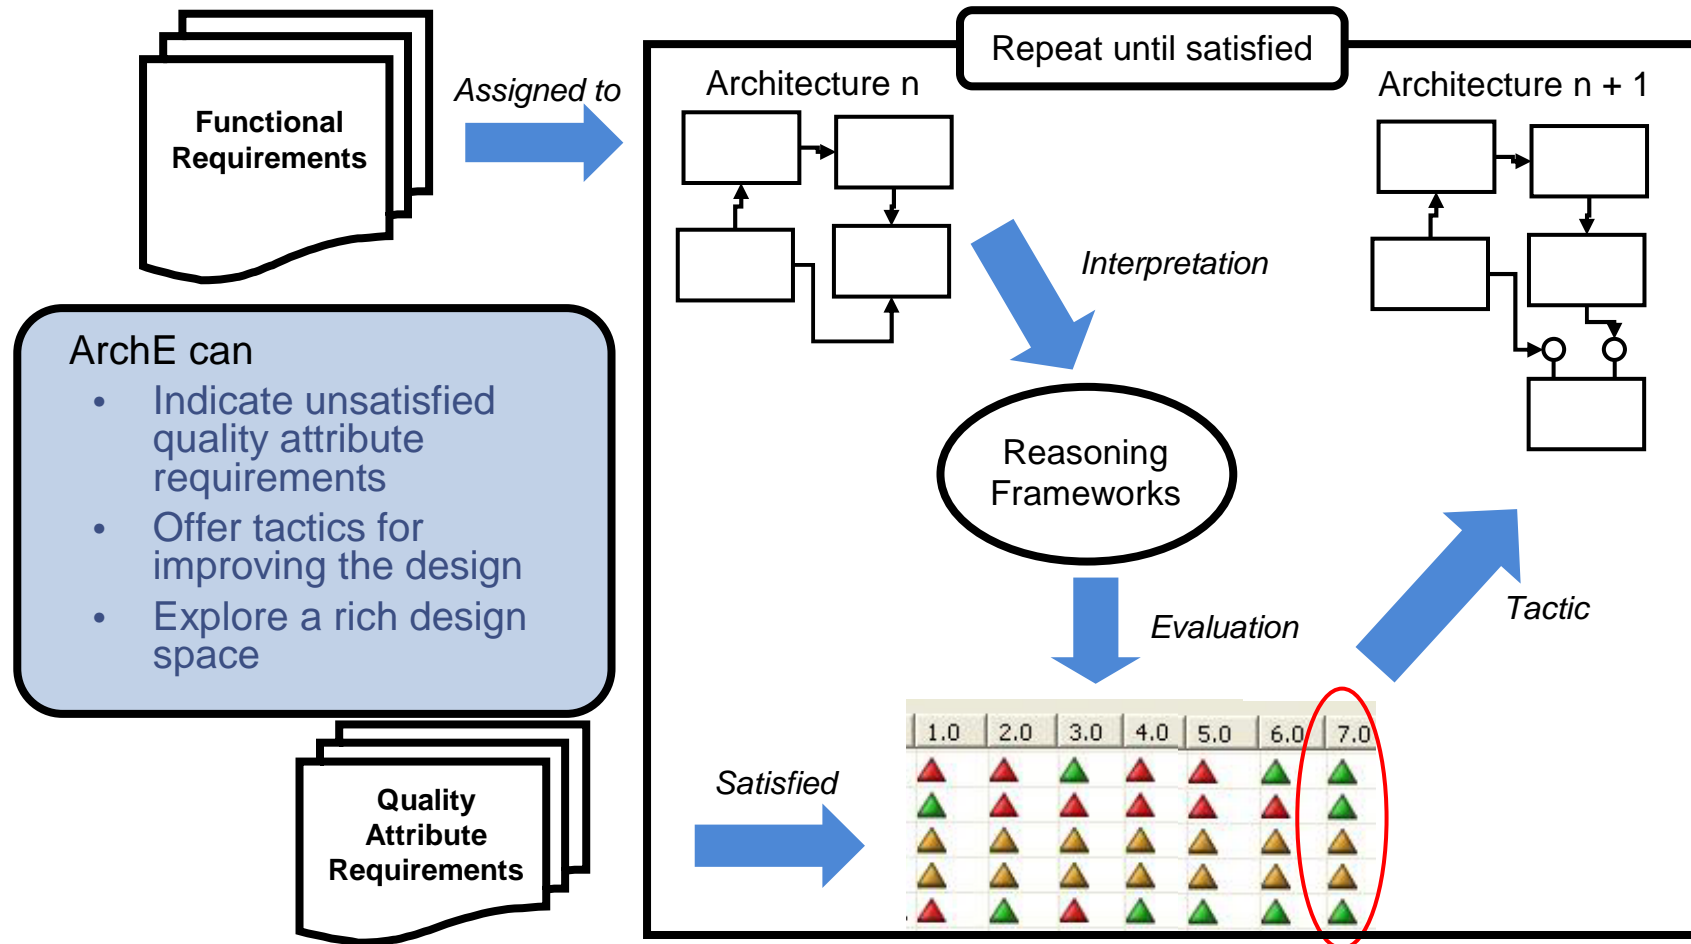 Functional
Requirements
Assigned to
Repeat until satisfied
Architecture n
Architecture n + 1
Interpretation
Reasoning
Frameworks
Evaluation
Tactic
ArchE can
• Indicate unsatisfied
quality attribute
requirements
• Offer tactics for
improving the design
• Explore a rich design
space
Quality
Attribute
Requirements
Satisfied
1.0 2.0 3.0 4.0 5.0 6.0 7.0